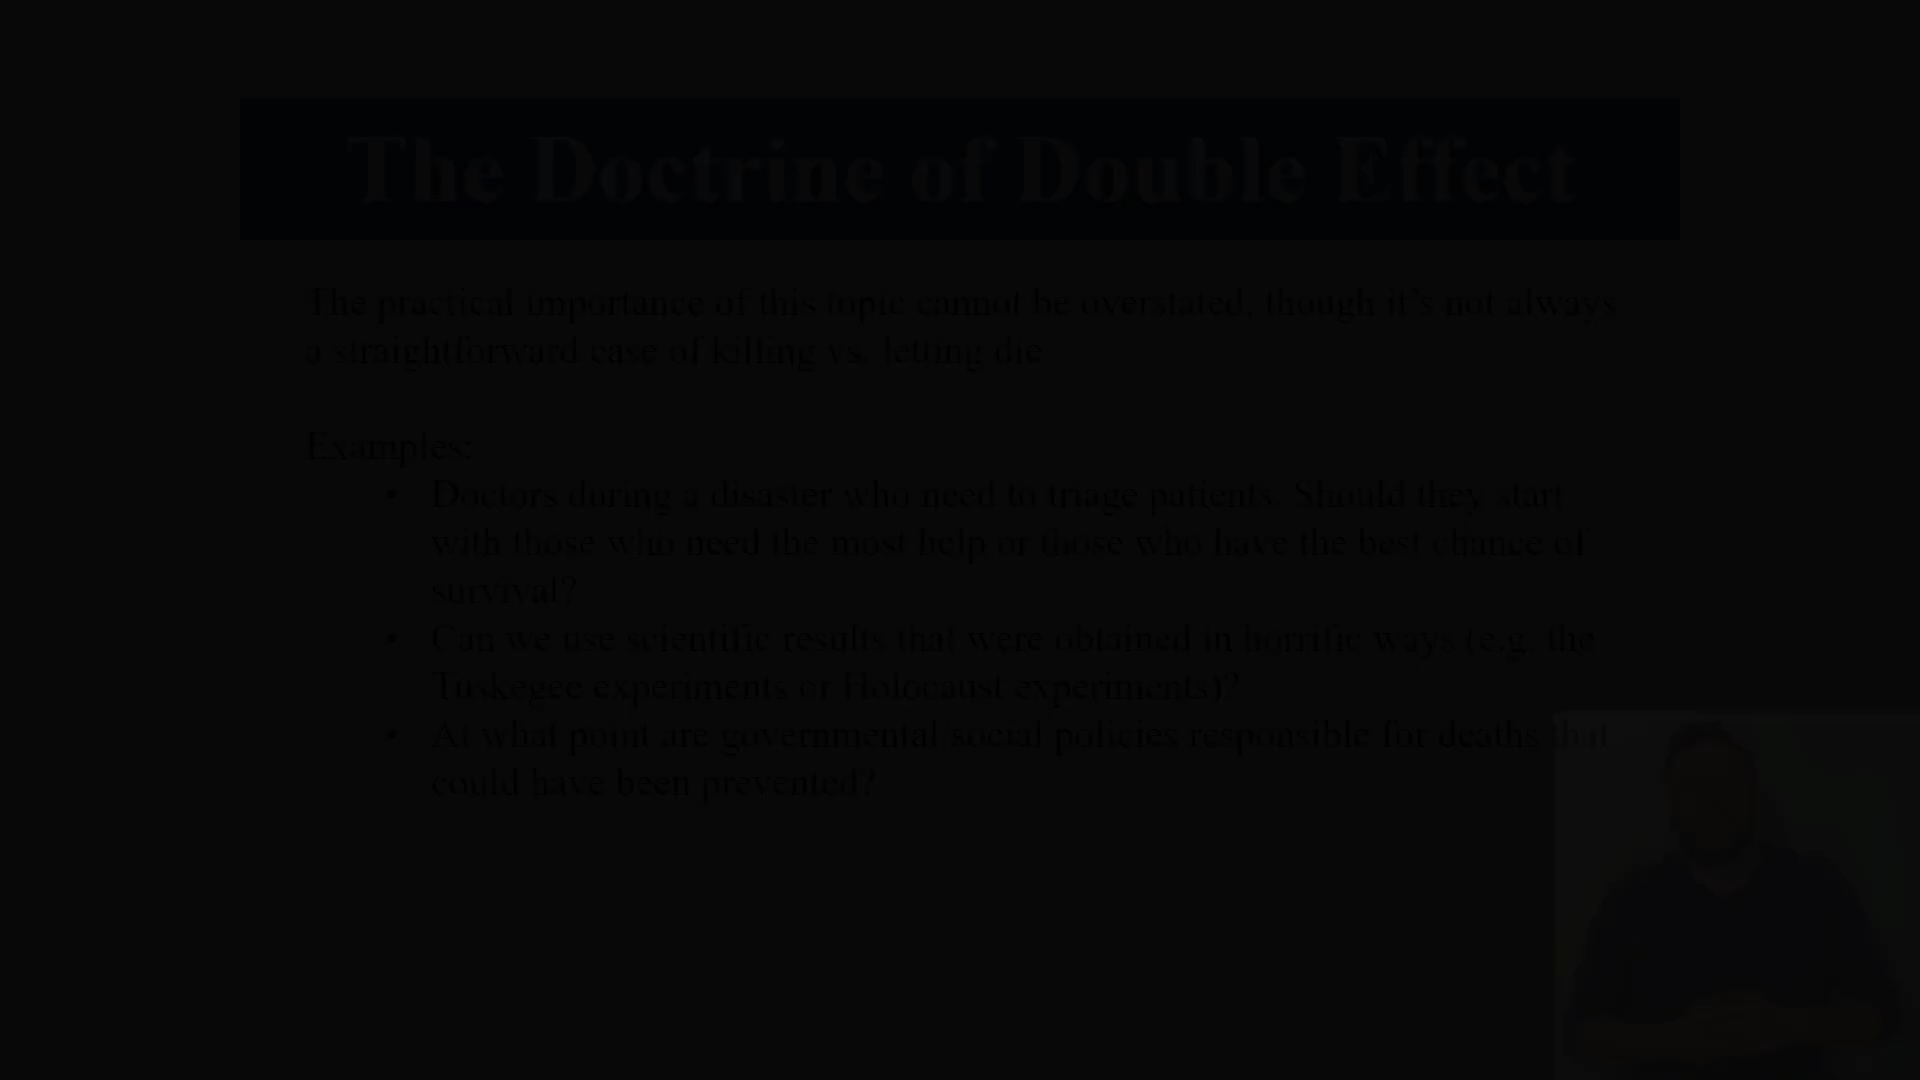 The Doctrine of Double Effect
The practical importance of this topic cannot be overstated, though it's not always
a straightforward case of killing vs. letting die
Examples:
• Doctors during a disaster who need to triage patients. Should they start
with those who need the most help or those who have the best chance of
survival?
• Can we use scientific results that were obtained in horrific ways (e.g. the
Tuskegee experiments or Holocaust experiments)?
• At what point are governmental/social policies responsible for deaths that
could have been prevented?